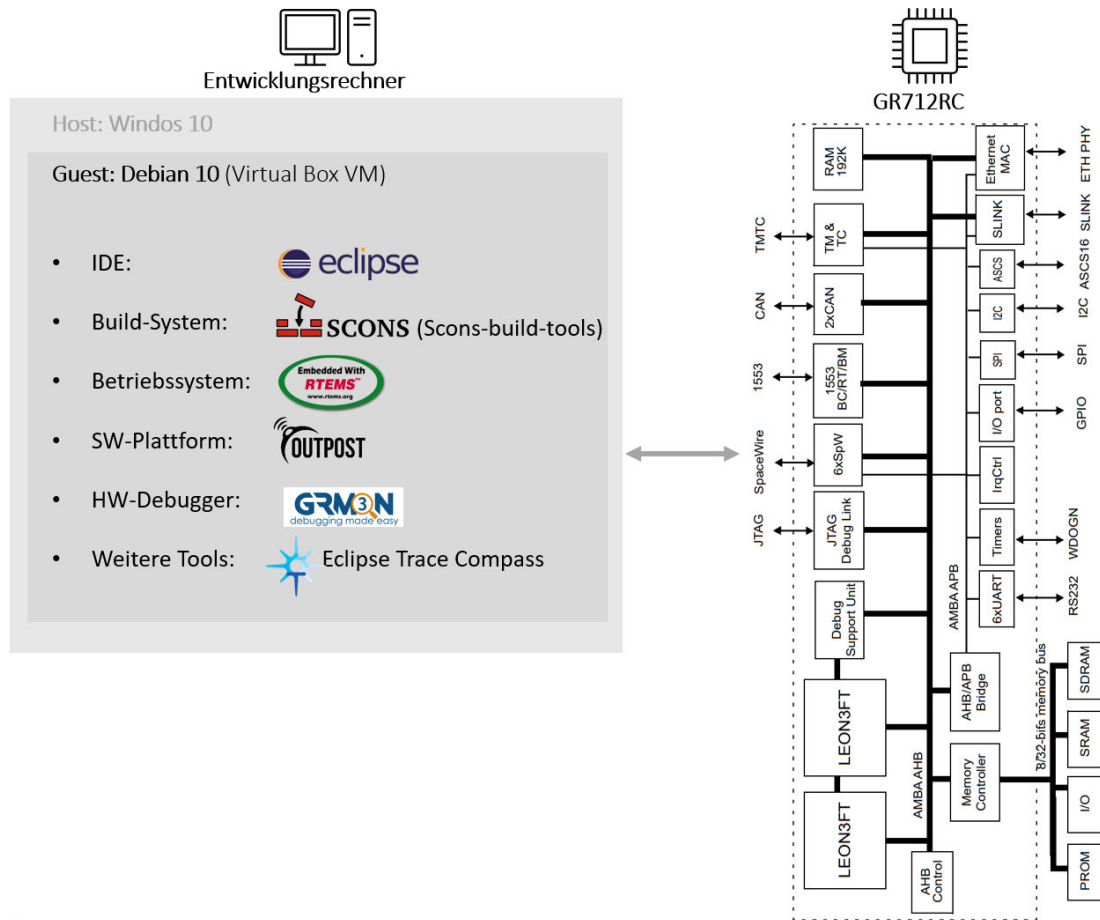 Entwicklungsrechner
Host: Windos 10
Guest: Debian 10 (Virtual Box VM)
• IDE: eclipse
• Build-System: SCONS (Scons-build-tools)
• Betriebssystem: Embedded With RTEMS™ www.rtems.org
• SW-Plattform: OUTPOST
• HW-Debugger: GRMON3 debugging made easy
• Weitere Tools: Eclipse Trace Compass
GR712RC
RAM
192K
Ethernet
MAC
ETH PHY
TMTC
TM &
TC
SLINK
SLINK
ASCS
ASCS16
CAN
2xCAN
I2C
I2C
SPI
SPI
1553
1553
BC/RT/BM
I/O port
GPIO
SpaceWire
6xSpW
IrqCtrl
JTAG
JTAG
Debug Link
Timers
WDOGN
AMBA APB
6xUART
RS232
Debug
Support Unit
AHB/APB
Bridge
8/32-bits memory bus
SDRAM
LEON3FT
SRAM
AMBA AHB
Memory
Controller
I/O
LEON3FT
AHB
Control
PROM